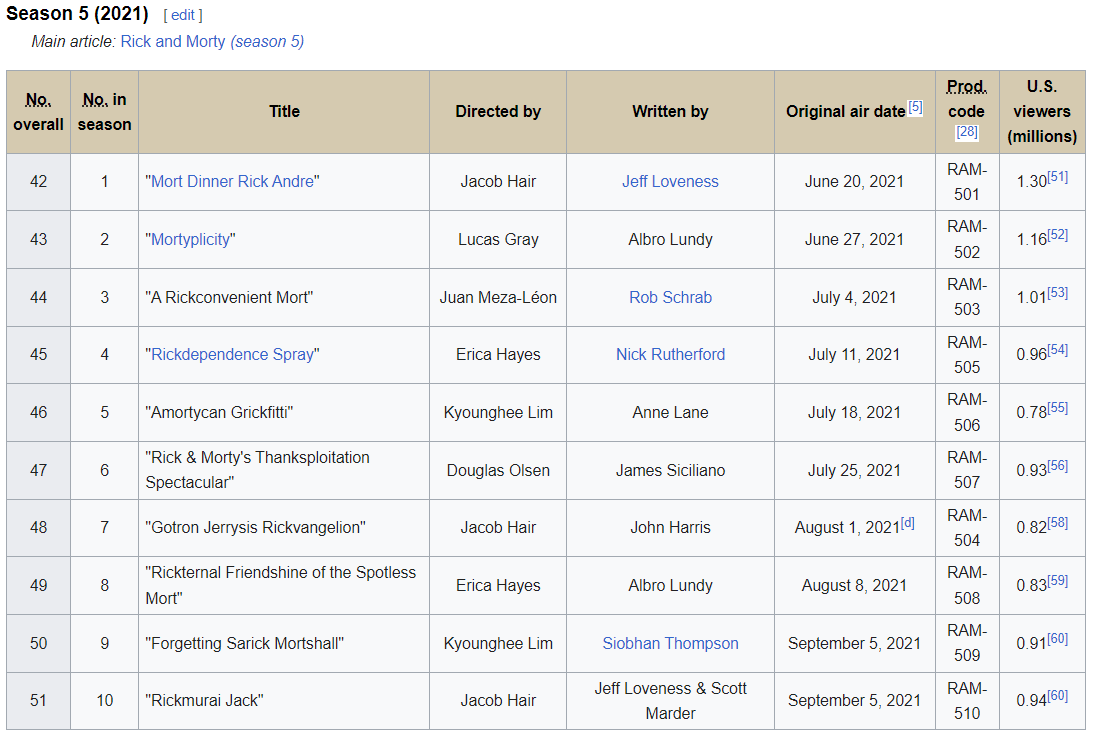 Season 5 (2021) [ edit ]
Main article: Rick and Morty (season 5)
No. overall No. in season Title Directed by Written by Original air date[5] Prod. code [28] U.S. viewers (millions)
42 1 "Mort Dinner Rick Andre" Jacob Hair Jeff Loveness June 20, 2021 RAM-501 1.30[51]
43 2 "Mortyplicity" Lucas Gray Albro Lundy June 27, 2021 RAM-502 1.16[52]
44 3 "A Rickconvenient Mort" Juan Meza-Léon Rob Schrab July 4, 2021 RAM-503 1.01[53]
45 4 "Rickdependence Spray" Erica Hayes Nick Rutherford July 11, 2021 RAM-505 0.96[54]
46 5 "Amortycan Grickfitti" Kyounghee Lim Anne Lane July 18, 2021 RAM-506 0.78[55]
47 6 "Rick & Morty's Thanksploitation Spectacular" Douglas Olsen James Siciliano July 25, 2021 RAM-507 0.93[56]
48 7 "Gotron Jerrysis Rickvangelion" Jacob Hair John Harris August 1, 2021[d] RAM-504 0.82[58]
49 8 "Rickternal Friendshine of the Spotless Mort" Erica Hayes Albro Lundy August 8, 2021 RAM-508 0.83[59]
50 9 "Forgetting Sarick Mortshall" Kyounghee Lim Siobhan Thompson September 5, 2021 RAM-509 0.91[60]
51 10 "Rickmurai Jack" Jacob Hair Jeff Loveness & Scott Marder September 5, 2021 RAM-510 0.94[60]